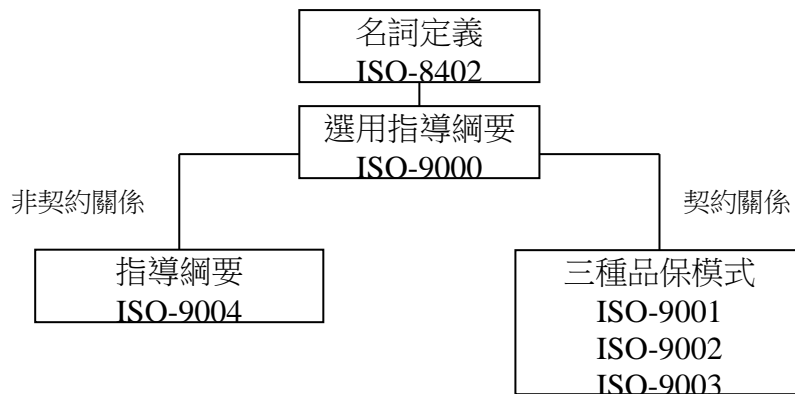 名詞定義
ISO-8402
選用指導綱要
ISO-9000
非契約關係
契約關係
指導綱要
ISO-9004
三種品保模式
ISO-9001
ISO-9002
ISO-9003